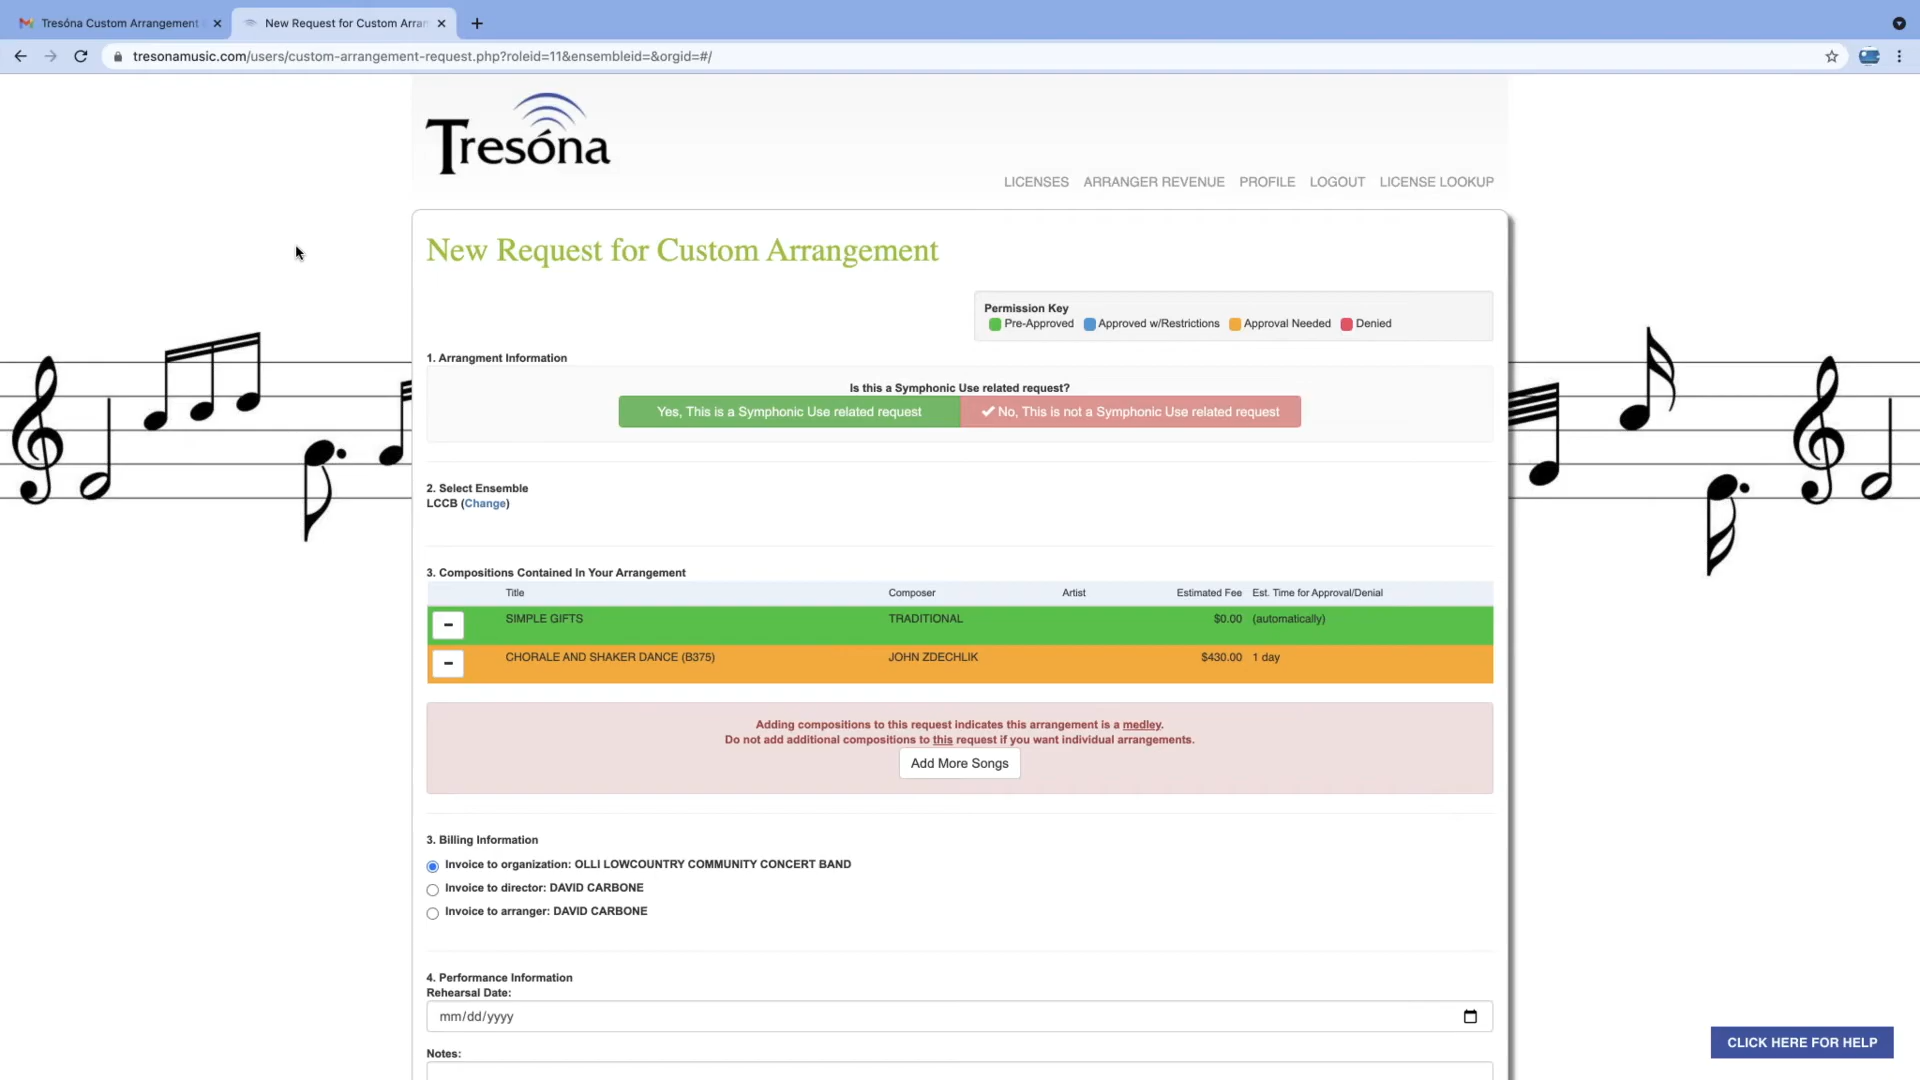 Tresóna Custom Arrangement
New Request for Custom Arran
tresonamusic.com/users/custom-arrangement-request.php?roleid=11&ensembleid=&orgid=#/
Tresóna
LICENSES ARRANGER REVENUE PROFILE LOGOUT LICENSE LOOKUP
New Request for Custom Arrangement
Permission Key
Pre-Approved Approved w/Restrictions Approval Needed Denied
1. Arrangment Information
Is this a Symphonic Use related request?
Yes, This is a Symphonic Use related request No, This is not a Symphonic Use related request
2. Select Ensemble
LCCB (Change)
3. Compositions Contained In Your Arrangement
Title Composer Artist Estimated Fee Est. Time for Approval/Denial
SIMPLE GIFTS TRADITIONAL $0.00 (automatically)
CHORALE AND SHAKER DANCE (B375) JOHN ZDECHLIK $430.00 1 day
Adding compositions to this request indicates this arrangement is a medley.
Do not add additional compositions to this request if you want individual arrangements.
Add More Songs
3. Billing Information
Invoice to organization: OLLI LOWCOUNTRY COMMUNITY CONCERT BAND
Invoice to director: DAVID CARBONE
Invoice to arranger: DAVID CARBONE
4. Performance Information
Rehearsal Date:
mm/dd/yyyy
Notes:
CLICK HERE FOR HELP